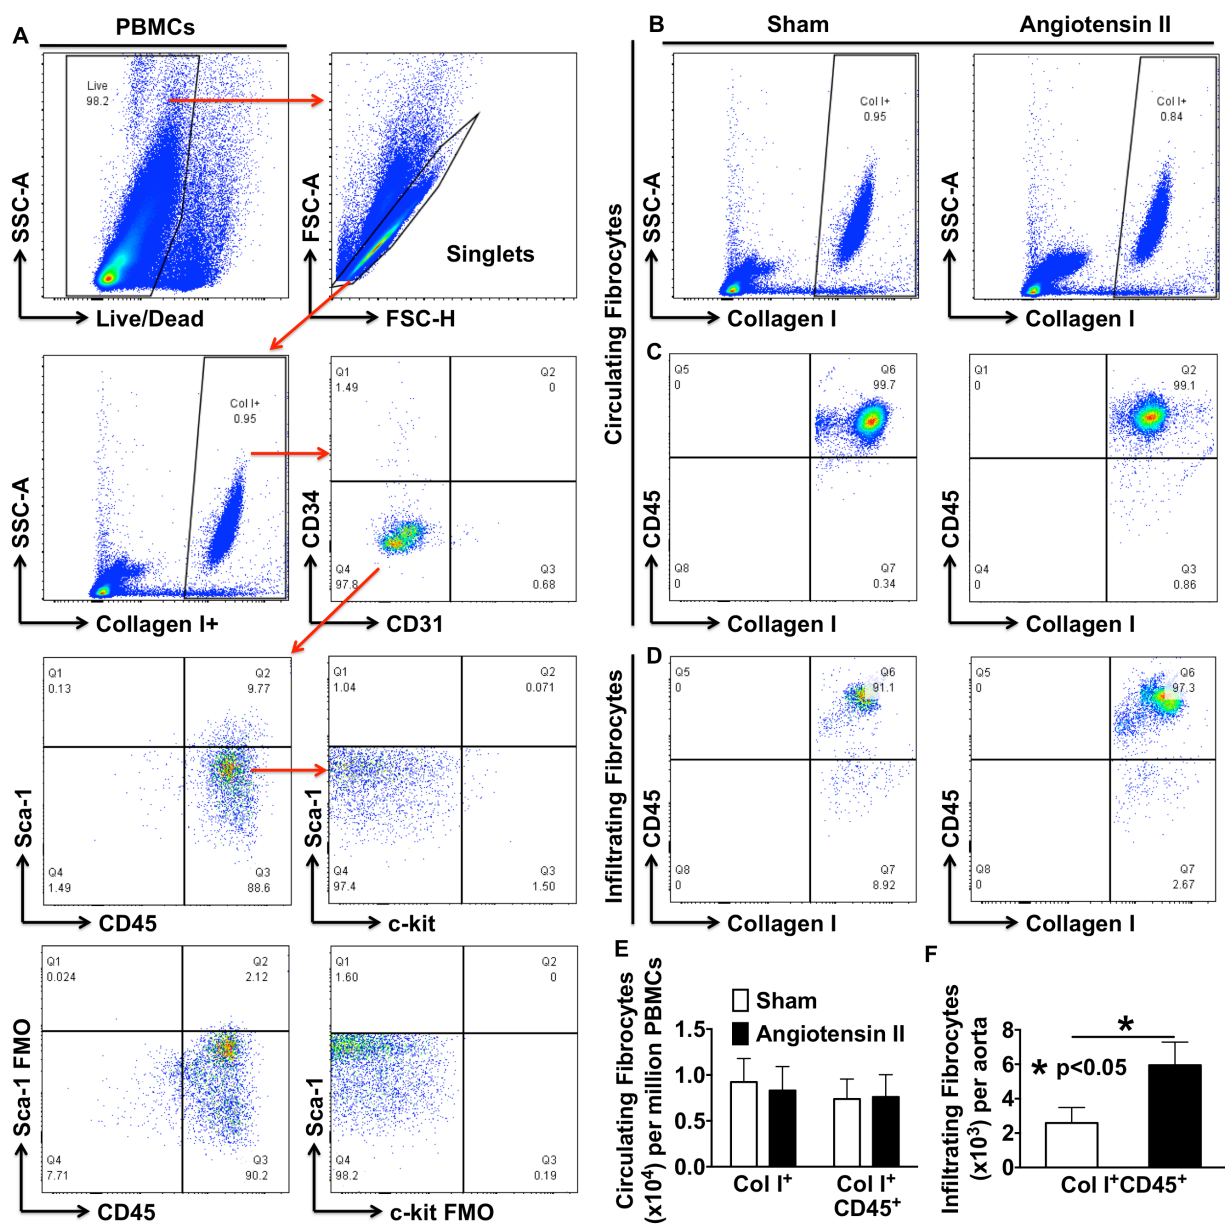 A
PBMCs
Live
98.2
SSC-A
Live/Dead
FSC-A
Singlets
FSC-H
Col I+
0.95
SSC-A
Collagen I+
Q1
1.49
Q2
0
Q4
97.8
Q3
0.68
CD34
CD31
Q1
0.13
Q2
9.77
Q4
1.49
Q3
88.6
Sca-1
CD45
Q1
1.04
Q2
0.071
Q4
97.4
Q3
1.50
Sca-1
c-kit
Q1
0.024
Q2
2.12
Q4
7.71
Q3
90.2
Sca-1 FMO
CD45
Q1
1.60
Q2
0
Q4
98.2
Q3
0.19
Sca-1
c-kit FMO
B
Sham
Angiotensin II
Circulating Fibrocytes
Col I+
0.95
SSC-A
Collagen I
Col I+
0.84
SSC-A
Collagen I
C
Q5
0
Q6
99.7
Q8
0
Q7
0.34
CD45
Collagen I
Q1
0
Q2
99.1
Q4
0
Q3
0.86
CD45
Collagen I
Infiltrating Fibrocytes
D
Q5
0
Q6
91.1
Q8
0
Q7
8.92
CD45
Collagen I
Q5
0
Q6
97.3
Q8
0
Q7
2.67
CD45
Collagen I
E
Circulating Fibrocytes
(x10⁴) per million PBMCs
Sham
Angiotensin II
1.5
1.0
0.5
0.0
Col I⁺
Col I⁺
CD45⁺
F
Infiltrating Fibrocytes
(x10³) per aorta
8
6
4
2
0
*
* p<0.05
Col I⁺CD45⁺